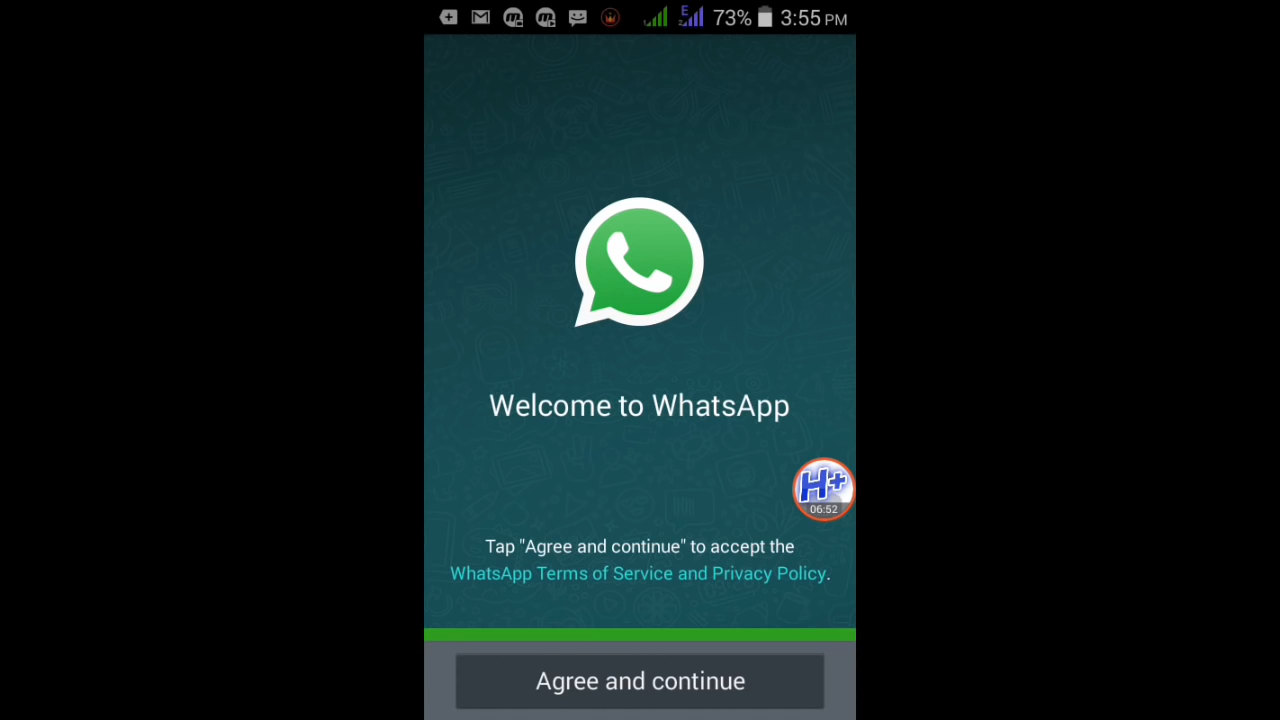 E 73% 3:55 PM
Welcome to WhatsApp
H+
06:52
Tap "Agree and continue" to accept the
WhatsApp Terms of Service and Privacy Policy.
Agree and continue